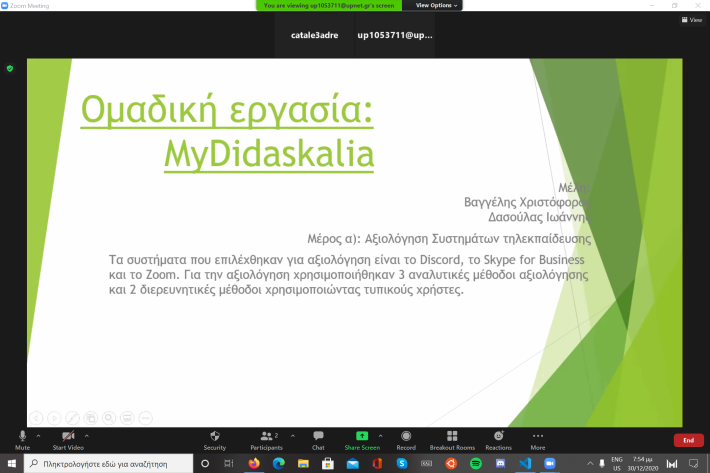 Zoom Meeting
You are viewing up1053711@upnet.gr's screen
View Options
View
catale3adre
up1053711@up...
Ομαδική εργασία:
MyDidaskalia
Μέλη:
Βαγγέλης Χριστόφορος
Δασούλας Ιωάννης
Μέρος α): Αξιολόγηση Συστημάτων τηλεκπαίδευσης
Τα συστήματα που επιλέχθηκαν για αξιολόγηση είναι το Discord, το Skype for Business
και το Zoom. Για την αξιολόγηση χρησιμοποιήθηκαν 3 αναλυτικές μέθοδοι αξιολόγησης
και 2 διερευνητικές μέθοδοι χρησιμοποιώντας τυπικούς χρήστες.
Mute
Start Video
Security
Participants
2
Chat
Share Screen
Record
Breakout Rooms
Reactions
More
End
Πληκτρολογήστε εδώ για αναζήτηση
ENG
US
7:54 μμ
30/12/2020